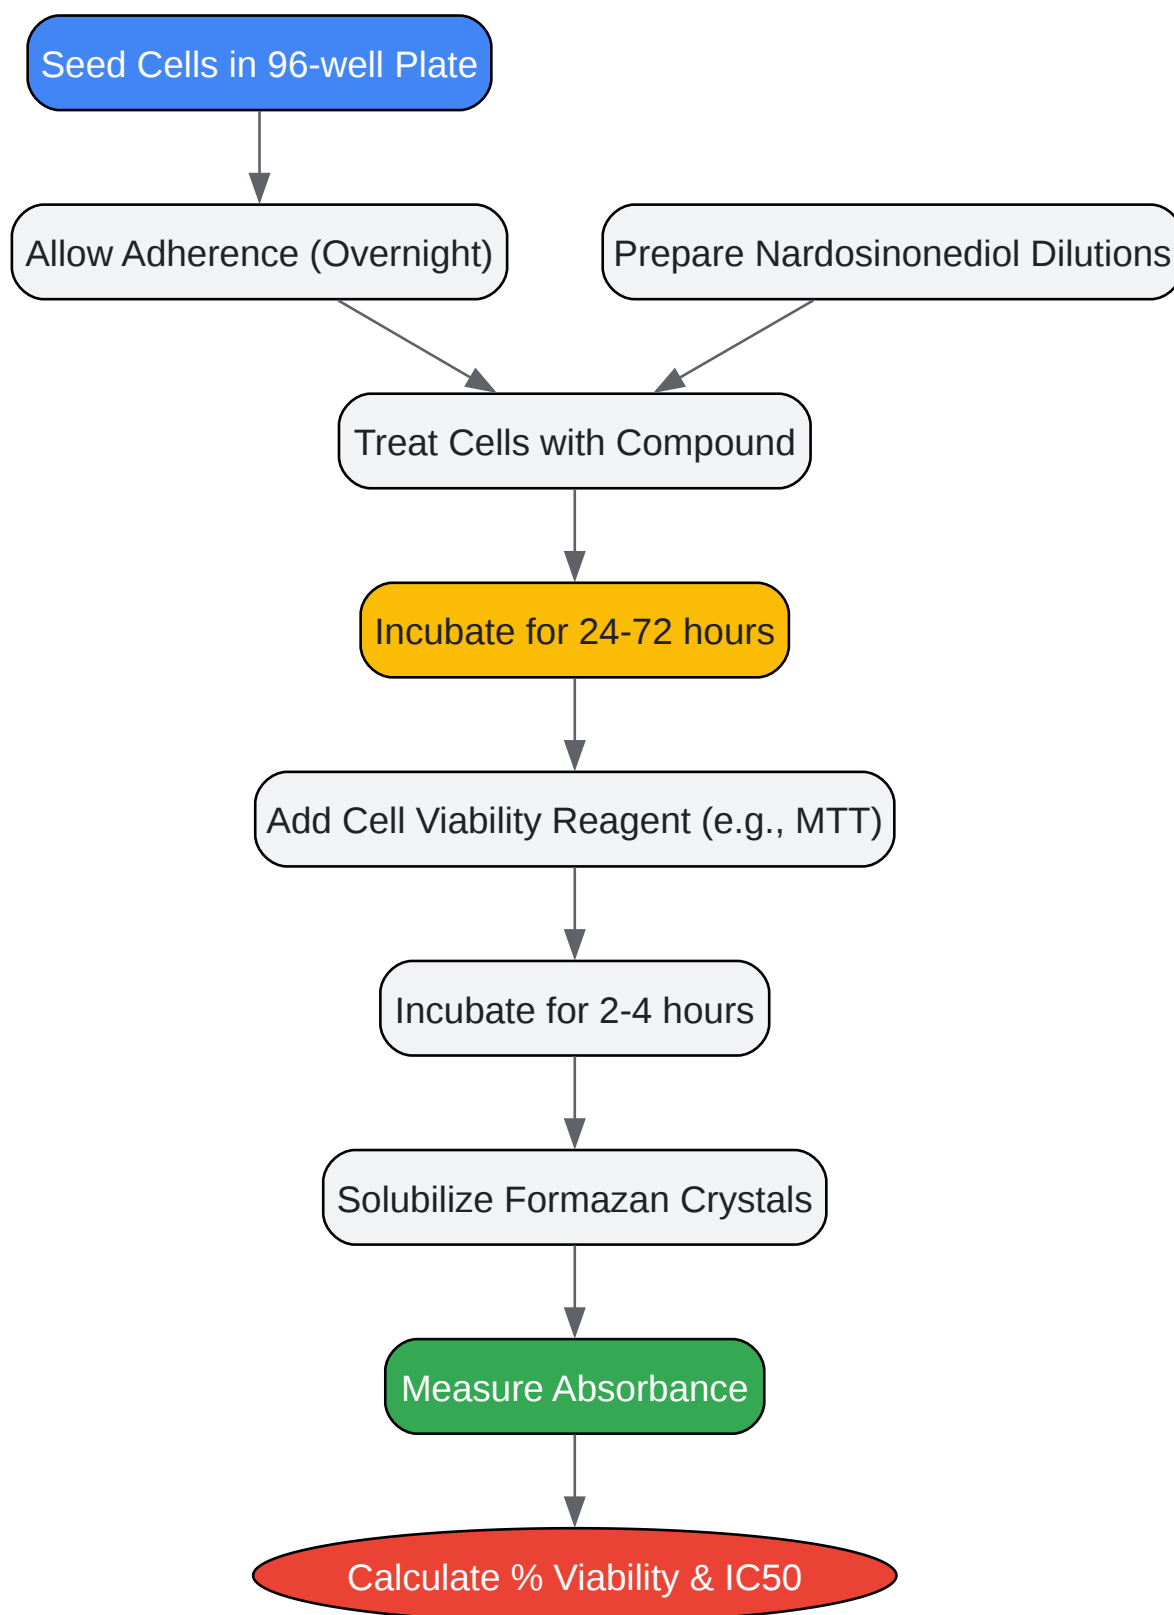 Seed Cells in 96-well Plate
Allow Adherence (Overnight)
Prepare Nardosinonediol Dilutions
Treat Cells with Compound
Incubate for 24-72 hours
Add Cell Viability Reagent (e.g., MTT)
Incubate for 2-4 hours
Solubilize Formazan Crystals
Measure Absorbance
Calculate % Viability & IC50